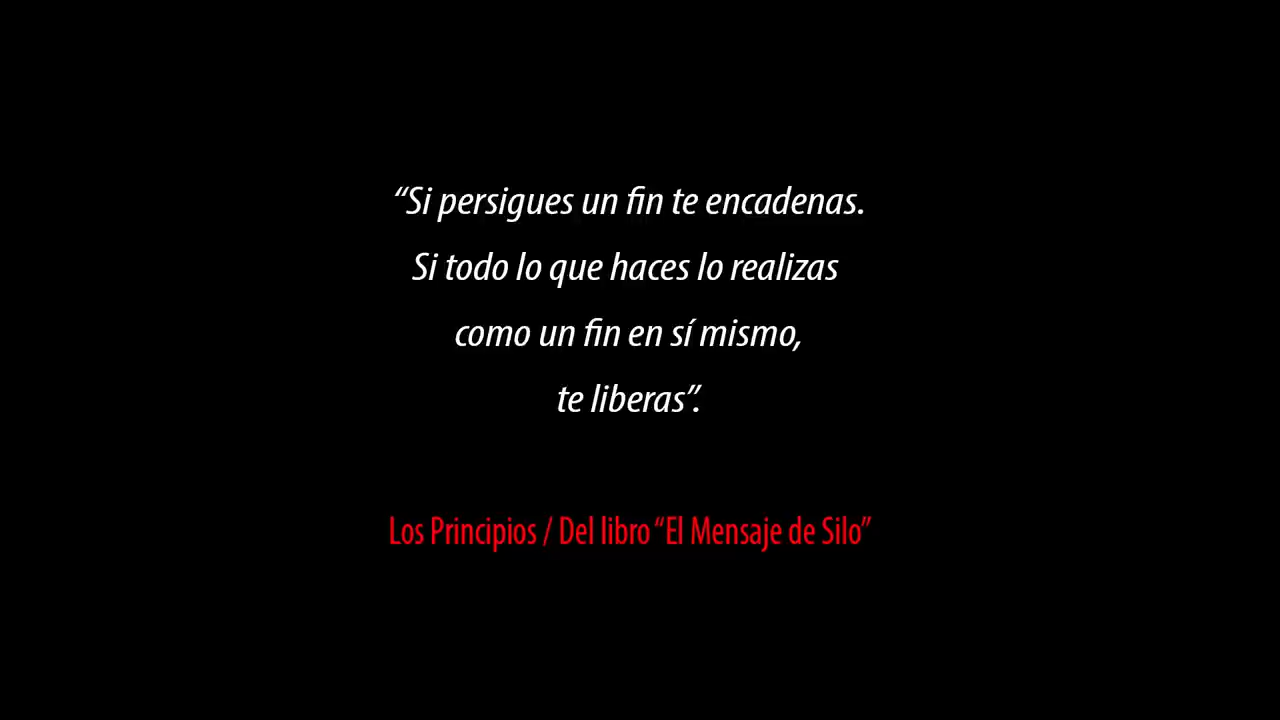 “Si persigues un fin te encadenas.
Si todo lo que haces lo realizas
como un fin en sí mismo,
te liberas”.
Los Principios / Del libro “El Mensaje de Silo”